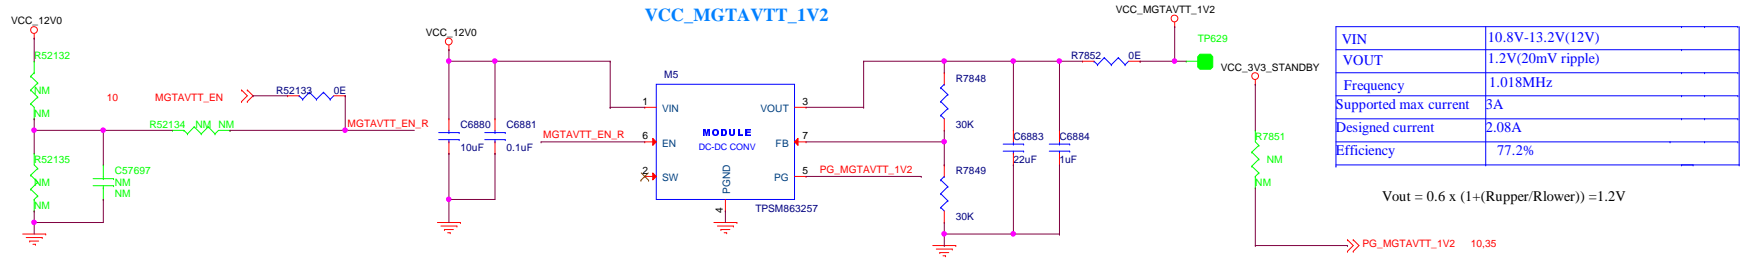 VCC_MGTAVTT_1V2
VCC_12V0
R52132
NM
NM
10
MGTAVTT_EN
R52133
0E
R52134
NM
NM
MGTAVTT_EN_R
R52135
NM
NM
C57697
NM
NM
VCC_12V0
C6880
10uF
C6881
0.1uF
MGTAVTT_EN_R
M5
1
VIN
6
EN
2
SW
MODULE
DC-DC CONV
PGND
4
VOUT
3
FB
7
PG
5
TPSM863257
PG_MGTAVTT_1V2
R7848
30K
R7849
30K
C6883
22uF
C6884
1uF
R7852
0E
VCC_MGTAVTT_1V2
TP629
VCC_3V3_STANDBY
R7851
NM
NM
PG_MGTAVTT_1V2
10,35
VIN 10.8V-13.2V(12V)
VOUT 1.2V(20mV ripple)
Frequency 1.018MHz
Supported max current 3A
Designed current 2.08A
Efficiency 77.2%
Vout = 0.6 x (1+(Rupper/Rlower)) =1.2V